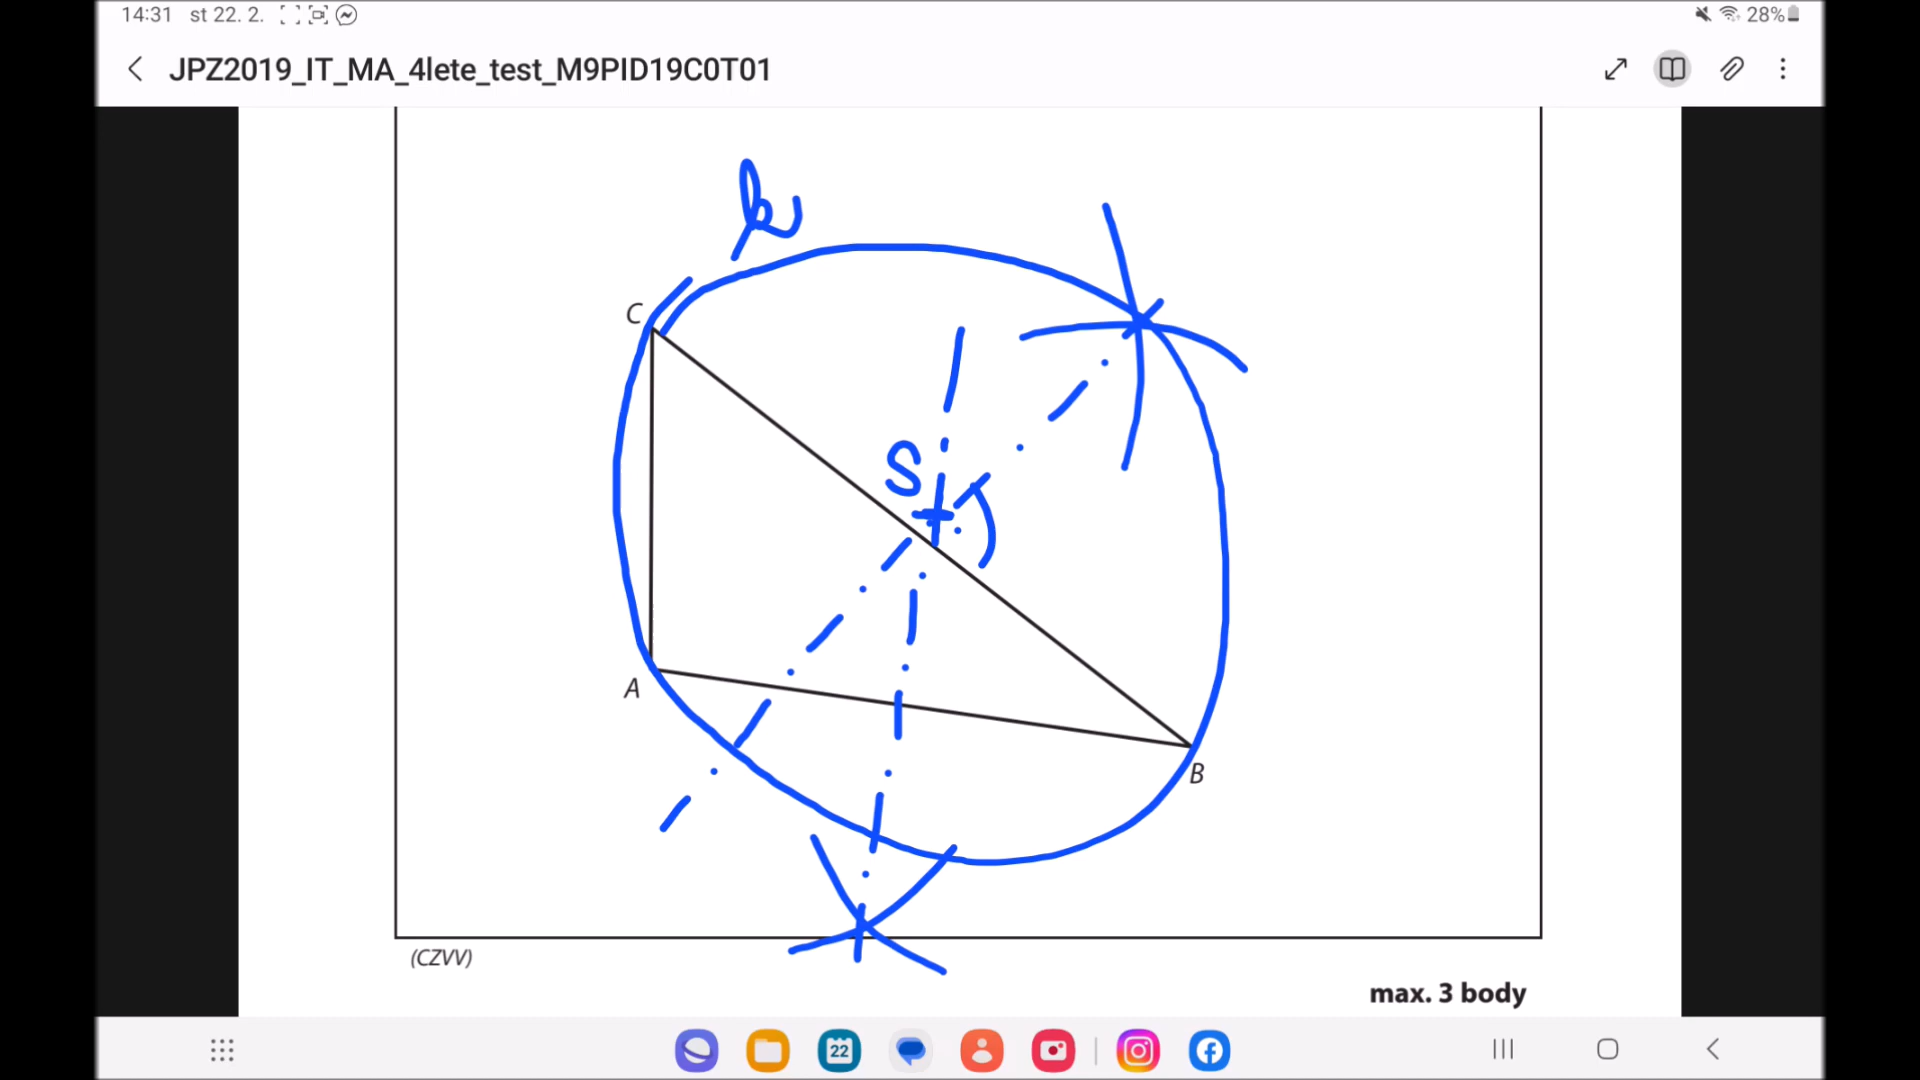 14:31 st 22. 2. 28%
JPZ2019_IT_MA_4lete_test_M9PID19C0T01
k
C
S
A
B
(CZVV)
max. 3 body
22